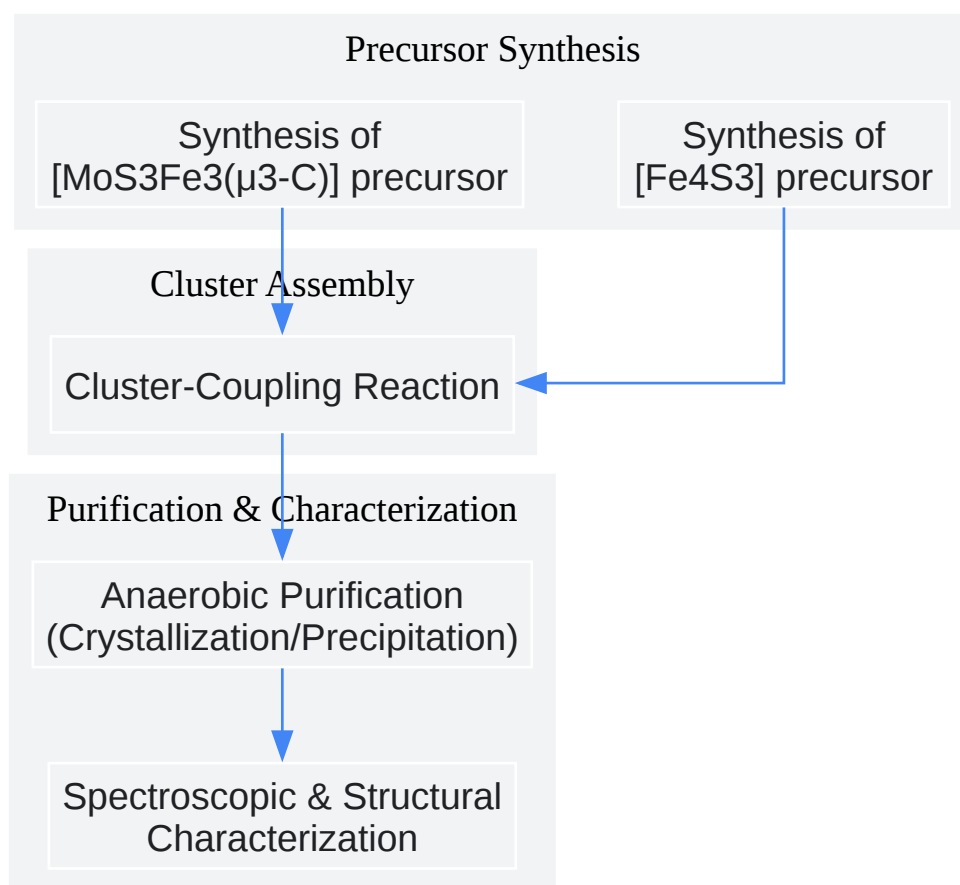 Precursor Synthesis
Synthesis of
[MoS3Fe3(μ3-C)] precursor
Synthesis of
[Fe4S3] precursor
Cluster Assembly
Cluster-Coupling Reaction
Purification & Characterization
Anaerobic Purification
(Crystallization/Precipitation)
Spectroscopic & Structural
Characterization